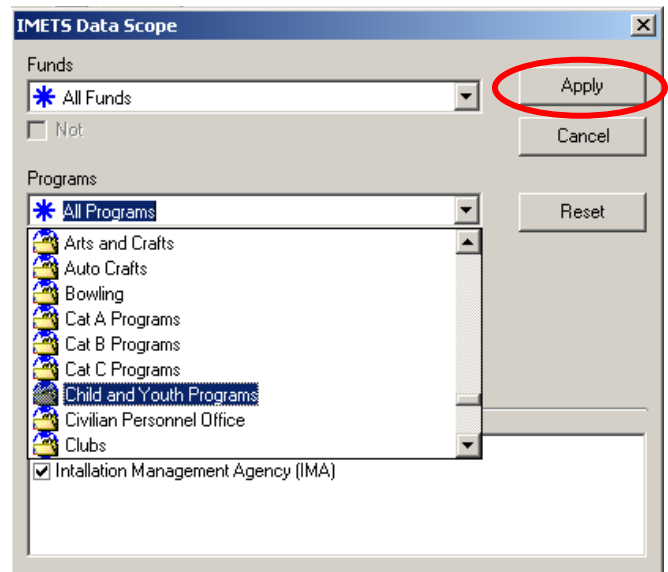 IMETS Data Scope
Funds
All Funds
Apply
Not
Cancel
Programs
All Programs
Reset
Arts and Crafts
Auto Crafts
Bowling
Cat A Programs
Cat B Programs
Cat C Programs
Child and Youth Programs
Civilian Personnel Office
Clubs
Intallation Management Agency (IMA)